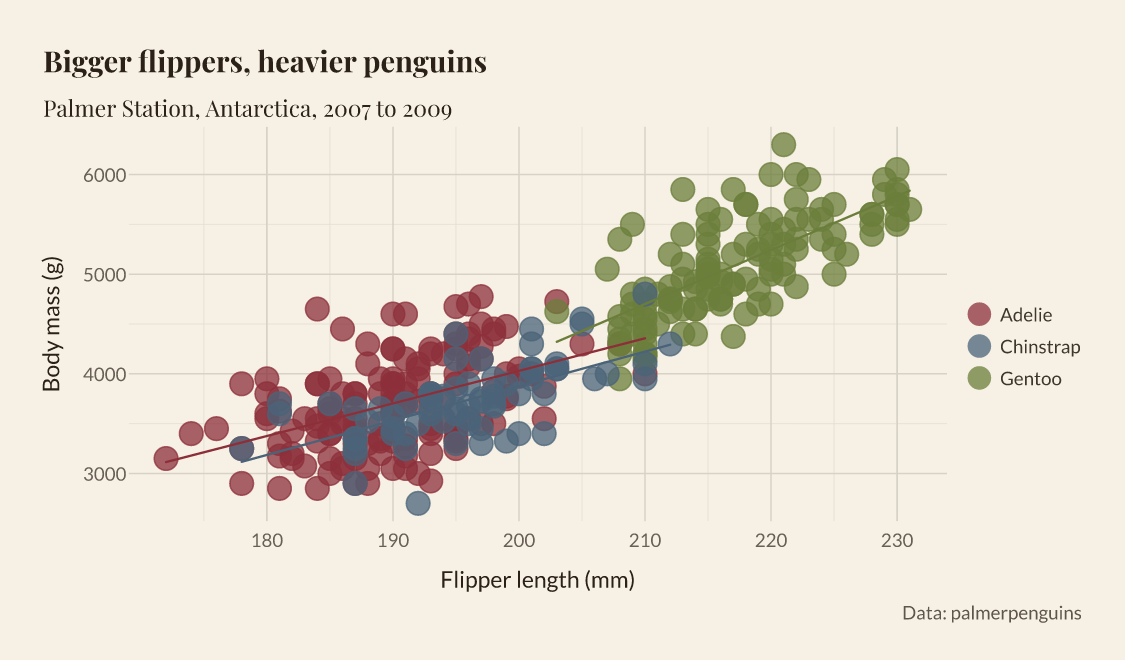 Bigger flippers, heavier penguins
Palmer Station, Antarctica, 2007 to 2009
Body mass (g)
6000
5000
4000
3000
180 190 200 210 220 230
Flipper length (mm)
Adelie
Chinstrap
Gentoo
Data: palmerpenguins